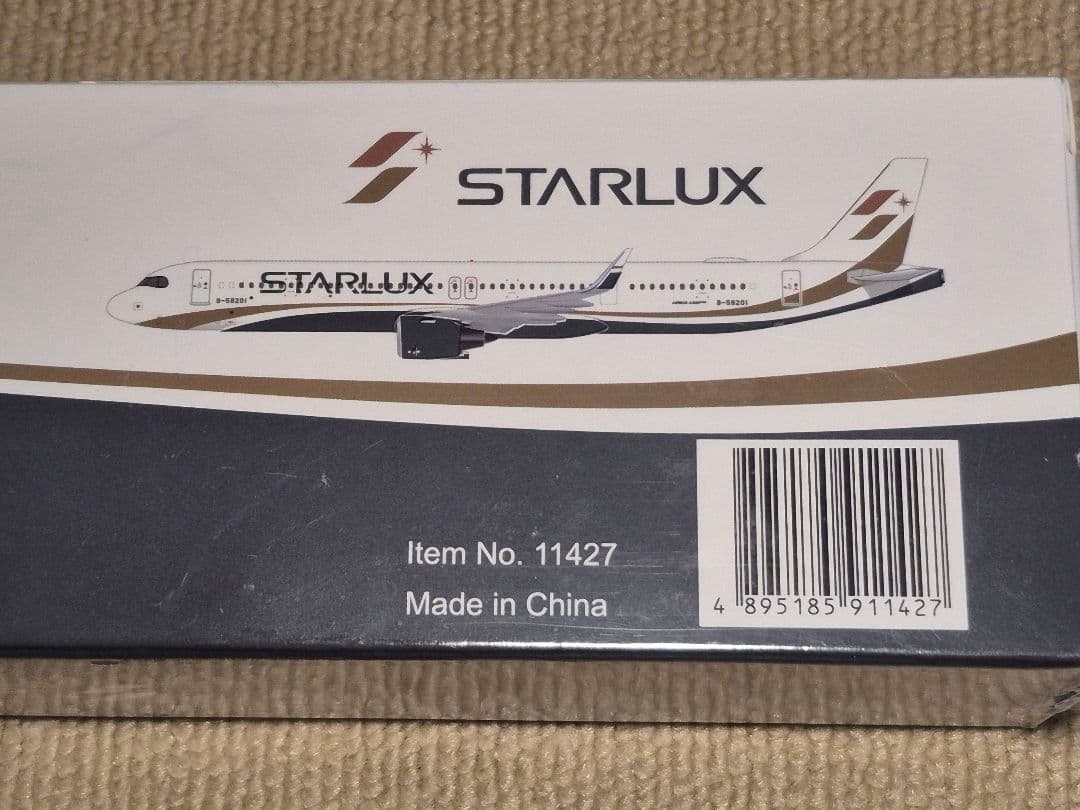 STARLUX
STARLUX
B-58201
B-58201
Item No. 11427
Made in China
4 895185 911427